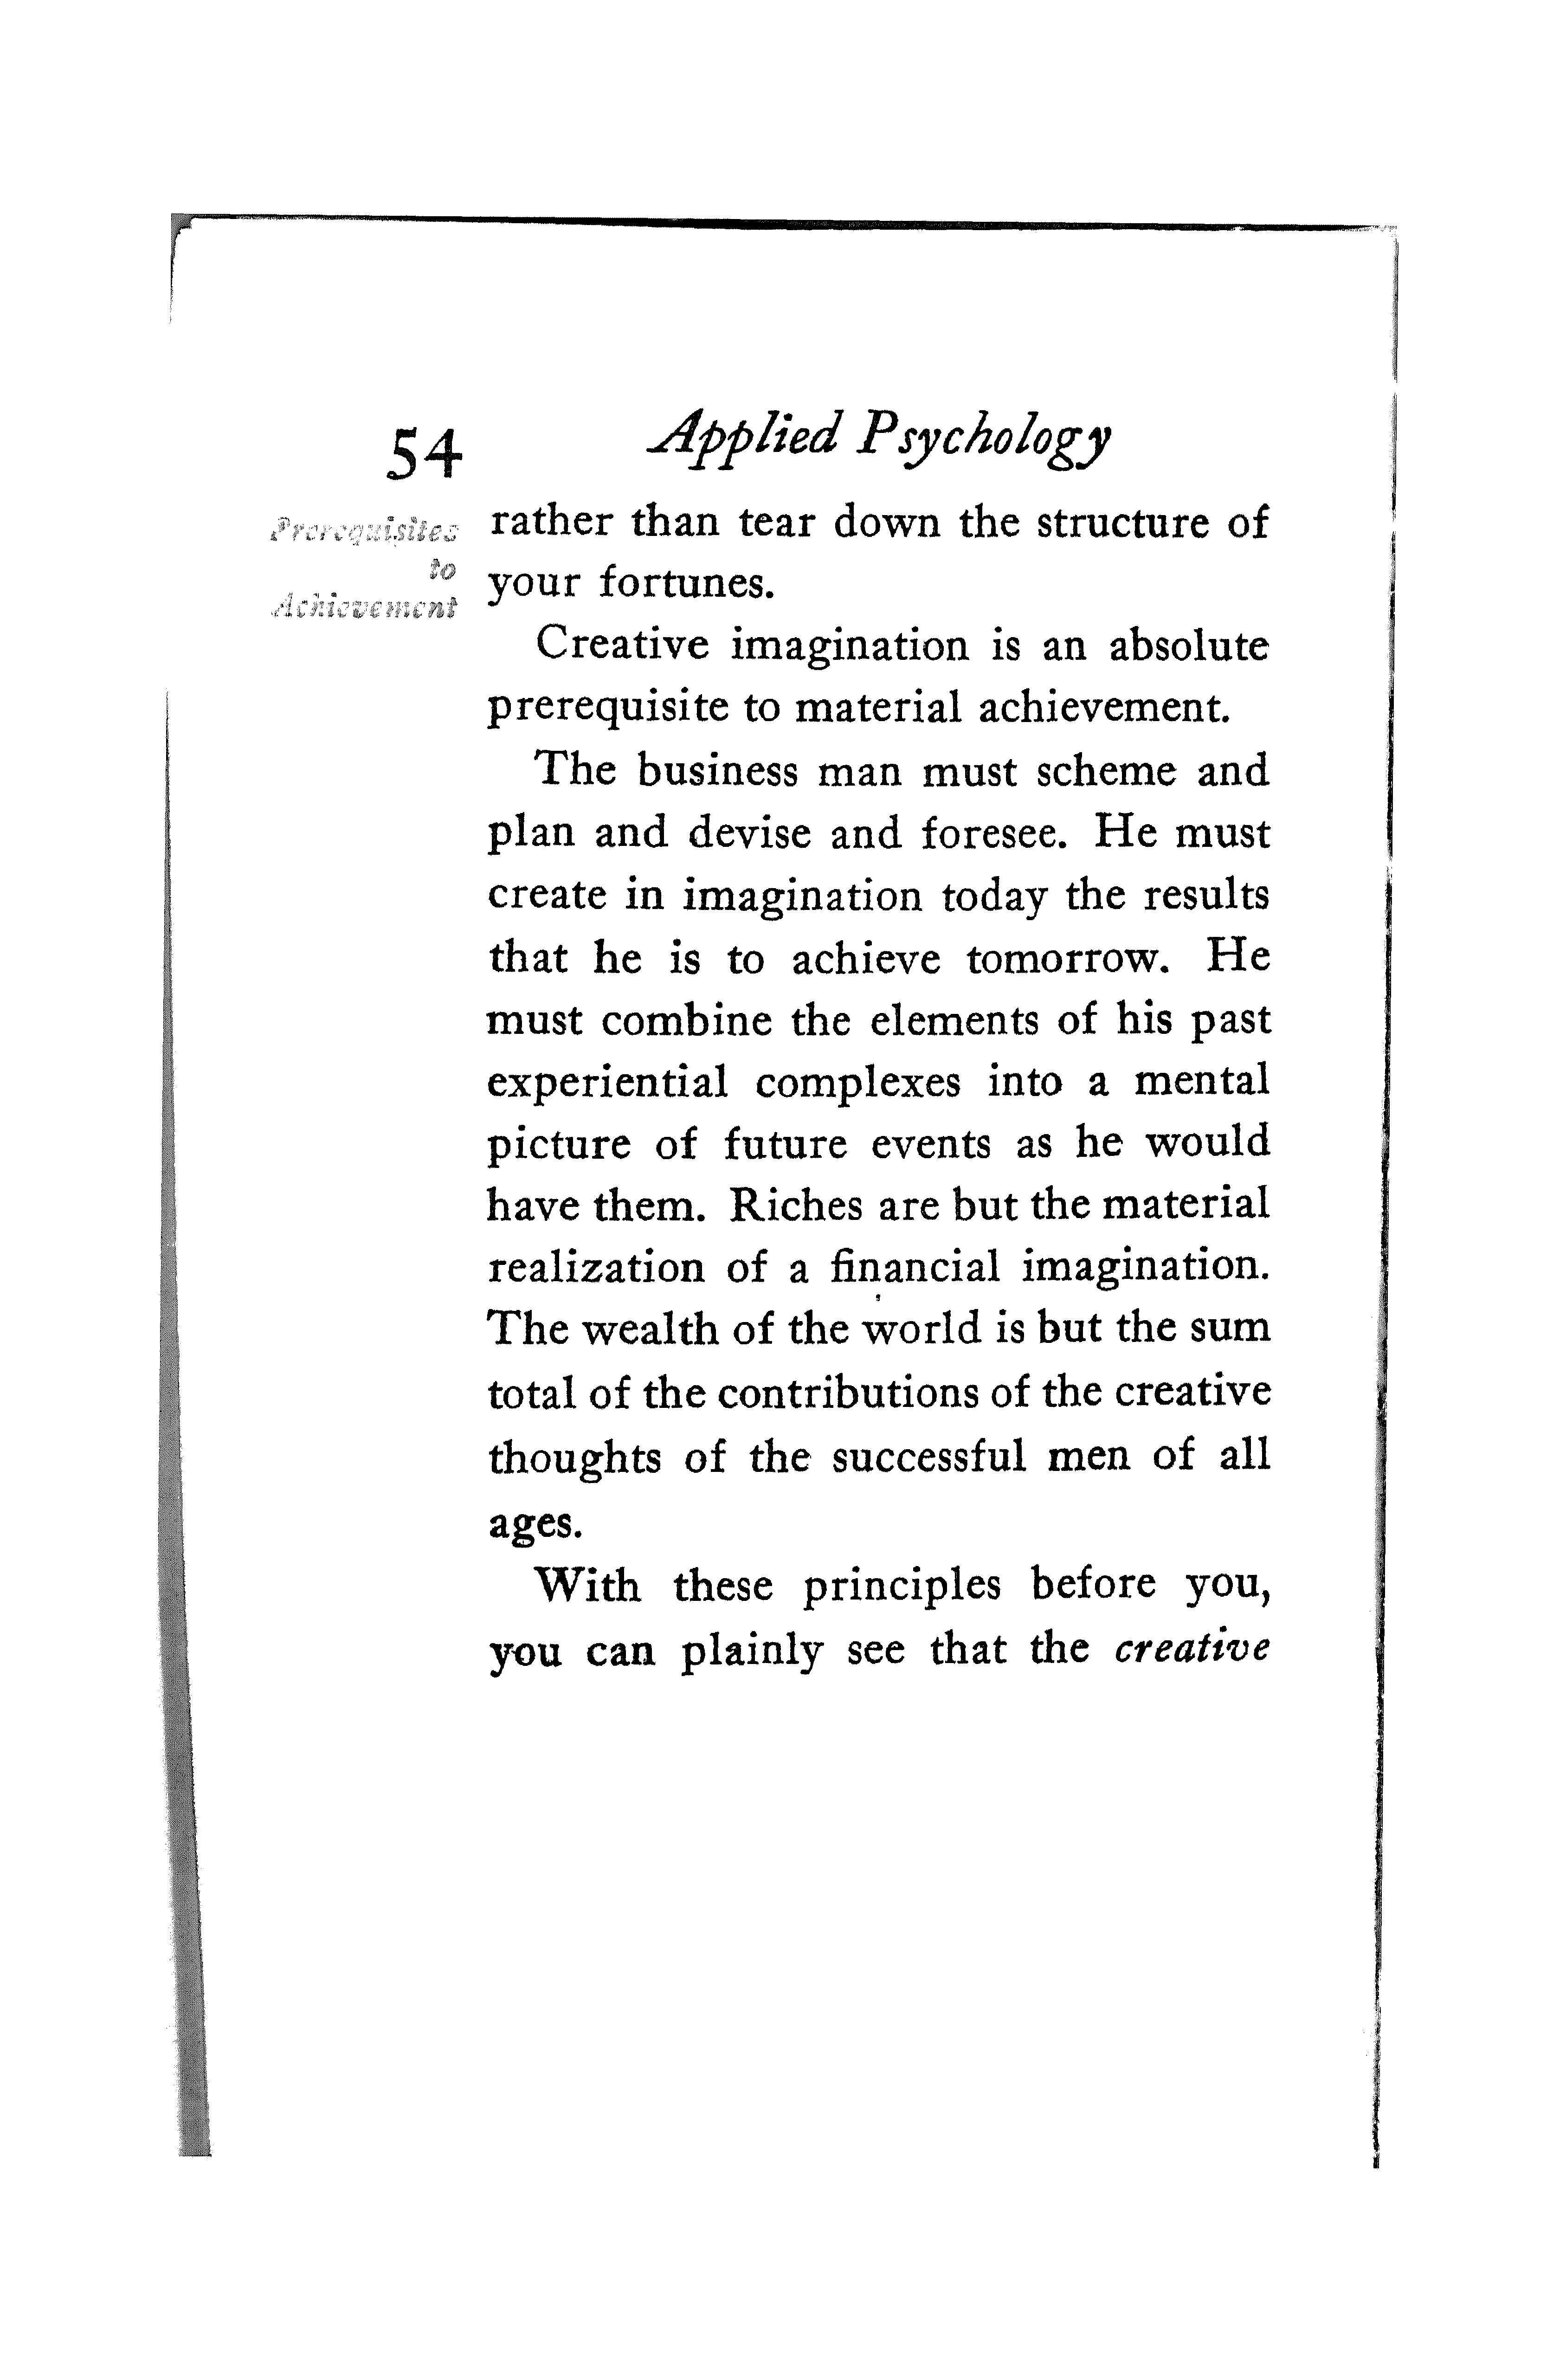 54
Applied Psychology
Prerequisites
to
Achievement
rather than tear down the structure of
your fortunes.
Creative imagination is an absolute
prerequisite to material achievement.
The business man must scheme and
plan and devise and foresee. He must
create in imagination today the results
that he is to achieve tomorrow. He
must combine the elements of his past
experiential complexes into a mental
picture of future events as he would
have them. Riches are but the material
realization of a financial imagination.
The wealth of the world is but the sum
total of the contributions of the creative
thoughts of the successful men of all
ages.
With these principles before you,
you can plainly see that the creative